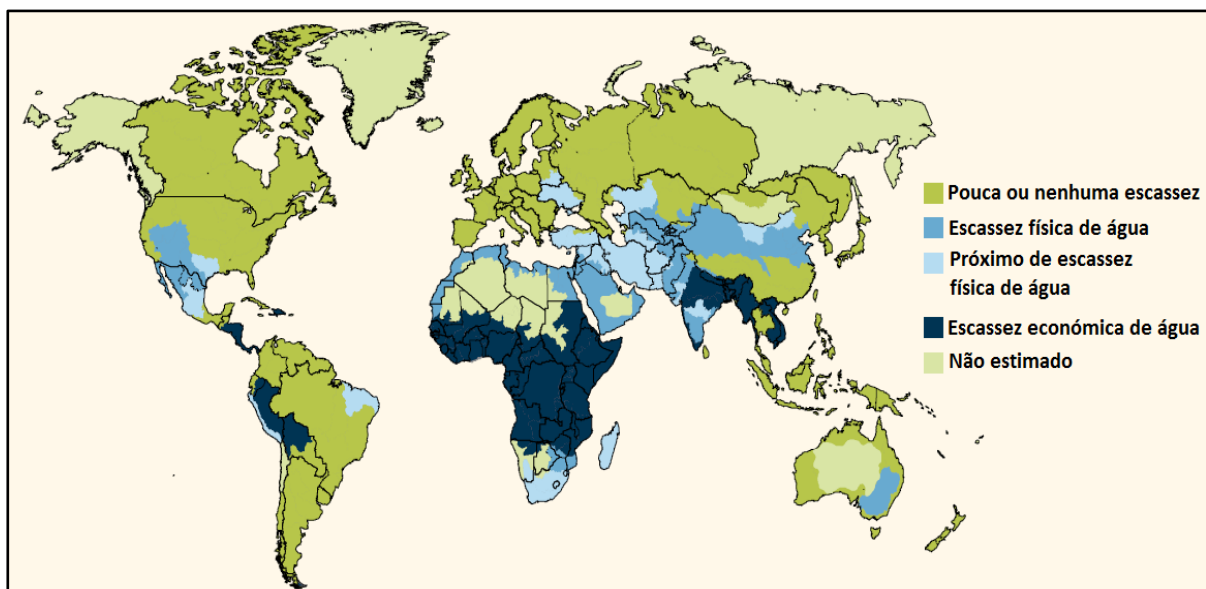 Pouca ou nenhuma escassez
Escassez física de água
Próximo de escassez
física de água
Escassez económica de água
Não estimado